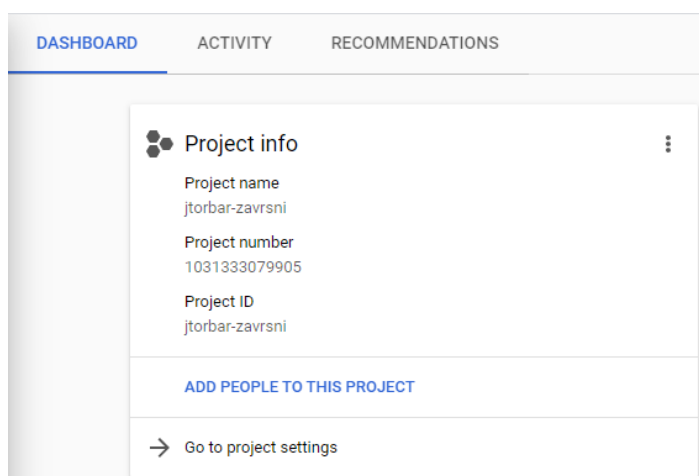 DASHBOARD ACTIVITY RECOMMENDATIONS
Project info
Project name
jtorbar-zavrsni
Project number
1031333079905
Project ID
jtorbar-zavrsni
ADD PEOPLE TO THIS PROJECT
Go to project settings